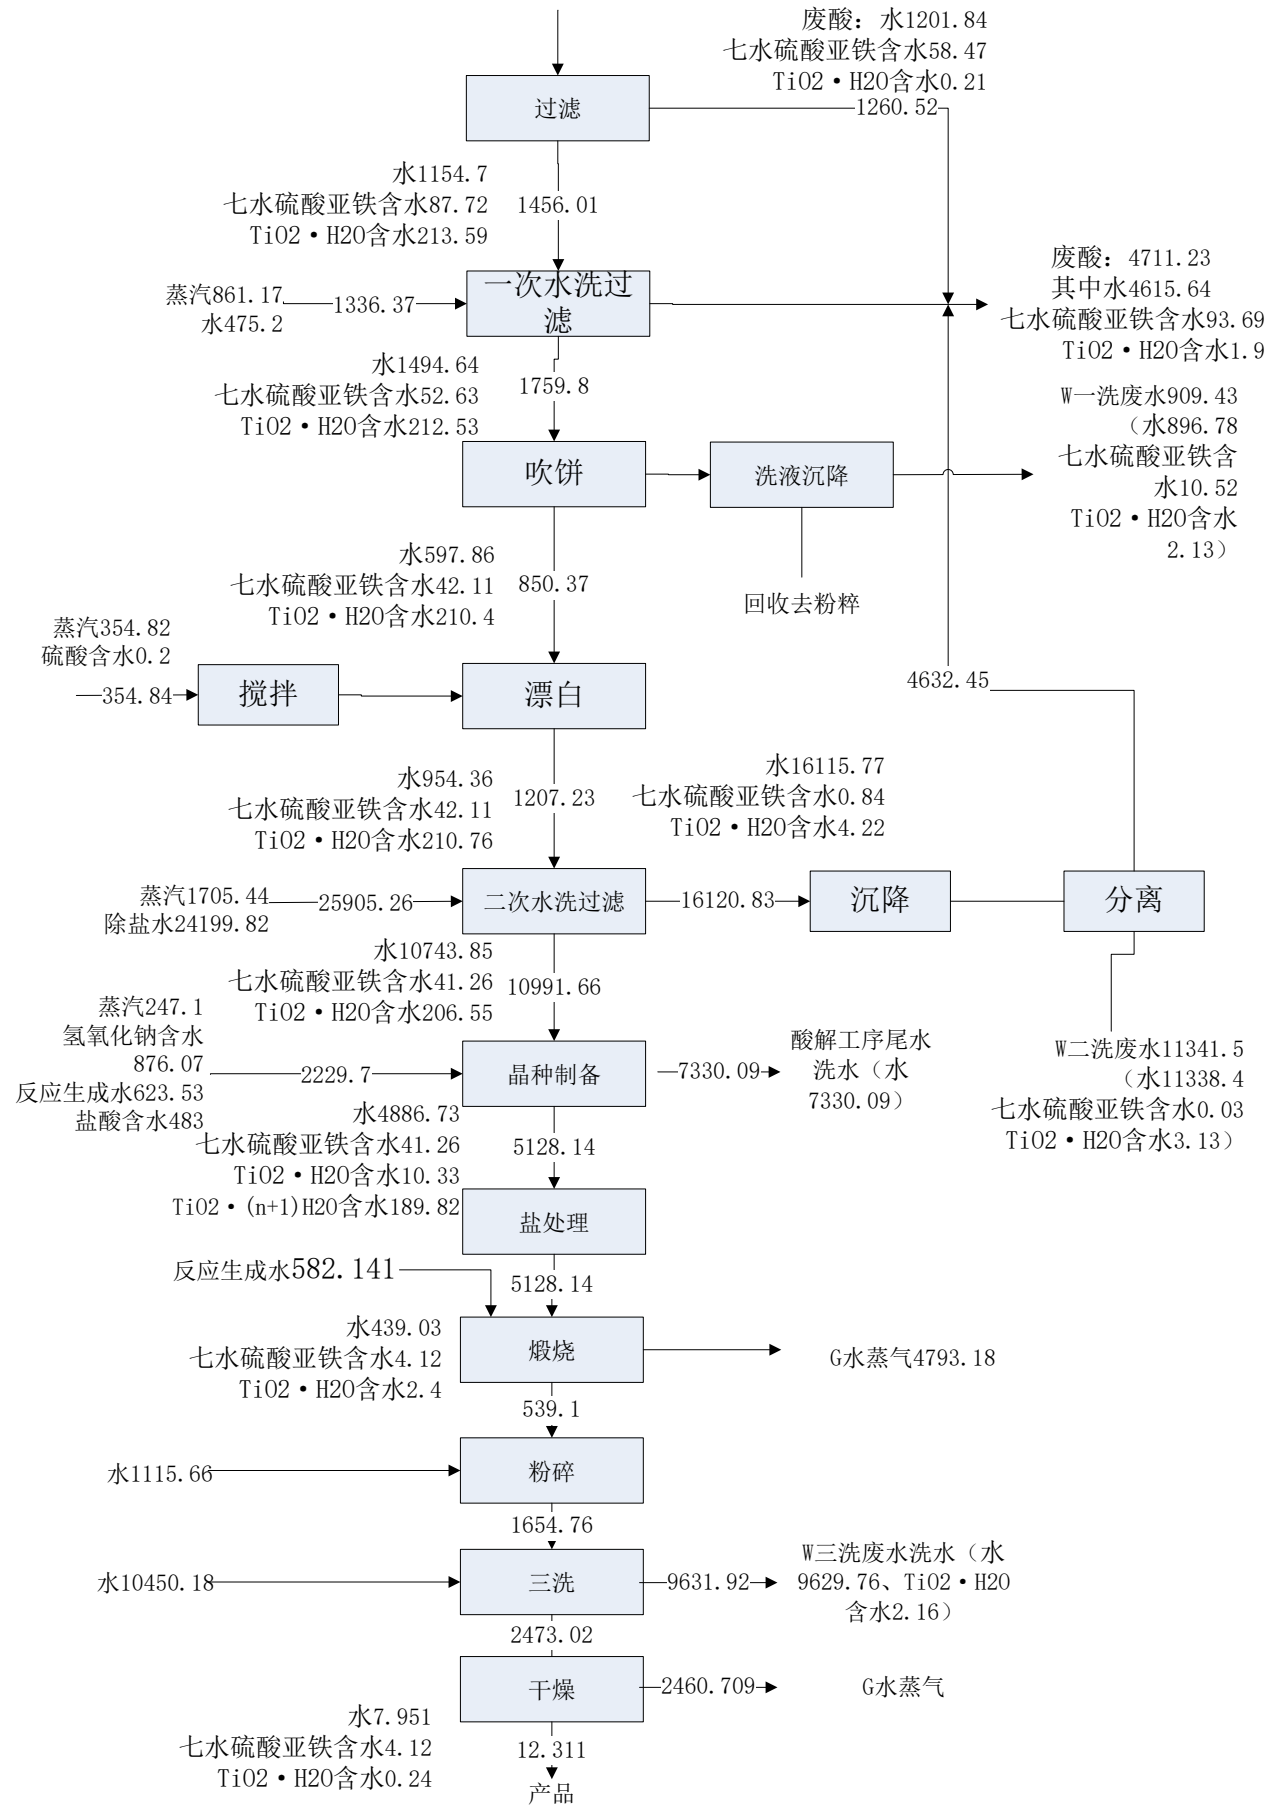 废酸：水1201.84
七水硫酸亚铁含水58.47
TiO2•H2O含水0.21
过滤
1260.52
水1154.7
七水硫酸亚铁含水87.72
TiO2•H2O含水213.59
1456.01
废酸：4711.23
其中水4615.64
七水硫酸亚铁含水93.69
TiO2•H2O含水1.9
蒸汽861.17
水475.2
1336.37
一次水洗过
滤
水1494.64
七水硫酸亚铁含水52.63
TiO2•H2O含水212.53
1759.8
W一洗废水909.43
（水896.78
七水硫酸亚铁含
水10.52
TiO2•H2O含水
2.13）
吹饼
洗液沉降
水597.86
七水硫酸亚铁含水42.11
TiO2•H2O含水210.4
850.37
回收去粉粹
蒸汽354.82
硫酸含水0.2
354.84
搅拌
漂白
4632.45
水954.36
七水硫酸亚铁含水42.11
TiO2•H2O含水210.76
1207.23
水16115.77
七水硫酸亚铁含水0.84
TiO2•H2O含水4.22
蒸汽1705.44
除盐水24199.82
25905.26
二次水洗过滤
16120.83
沉降
分离
水10743.85
七水硫酸亚铁含水41.26
TiO2•H2O含水206.55
10991.66
蒸汽247.1
氢氧化钠含水
876.07
反应生成水623.53
盐酸含水483
2229.7
晶种制备
7330.09
酸解工序尾水
洗水（水
7330.09）
W二洗废水11341.5
（水11338.4
七水硫酸亚铁含水0.03
TiO2•H2O含水3.13）
水4886.73
七水硫酸亚铁含水41.26
TiO2•H2O含水10.33
TiO2•(n+1)H2O含水189.82
5128.14
盐处理
反应生成水582.141
5128.14
水439.03
七水硫酸亚铁含水4.12
TiO2•H2O含水2.4
煅烧
G水蒸气4793.18
539.1
水1115.66
粉碎
1654.76
水10450.18
三洗
9631.92
W三洗废水洗水（水
9629.76、TiO2•H2O
含水2.16）
2473.02
干燥
2460.709
G水蒸气
水7.951
七水硫酸亚铁含水4.12
TiO2•H2O含水0.24
12.311
产品